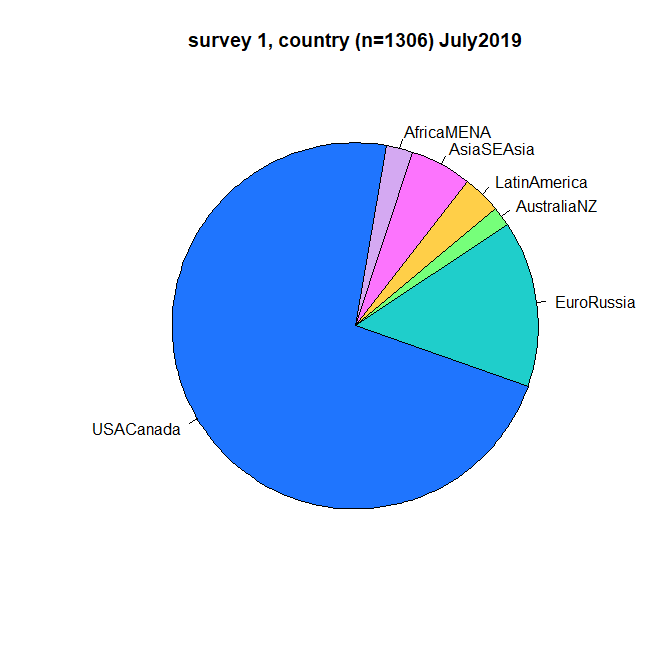 survey 1, country (n=1306) July2019
AfricaMENA
AsiaSEAsia
LatinAmerica
AustraliaNZ
EuroRussia
USACanada